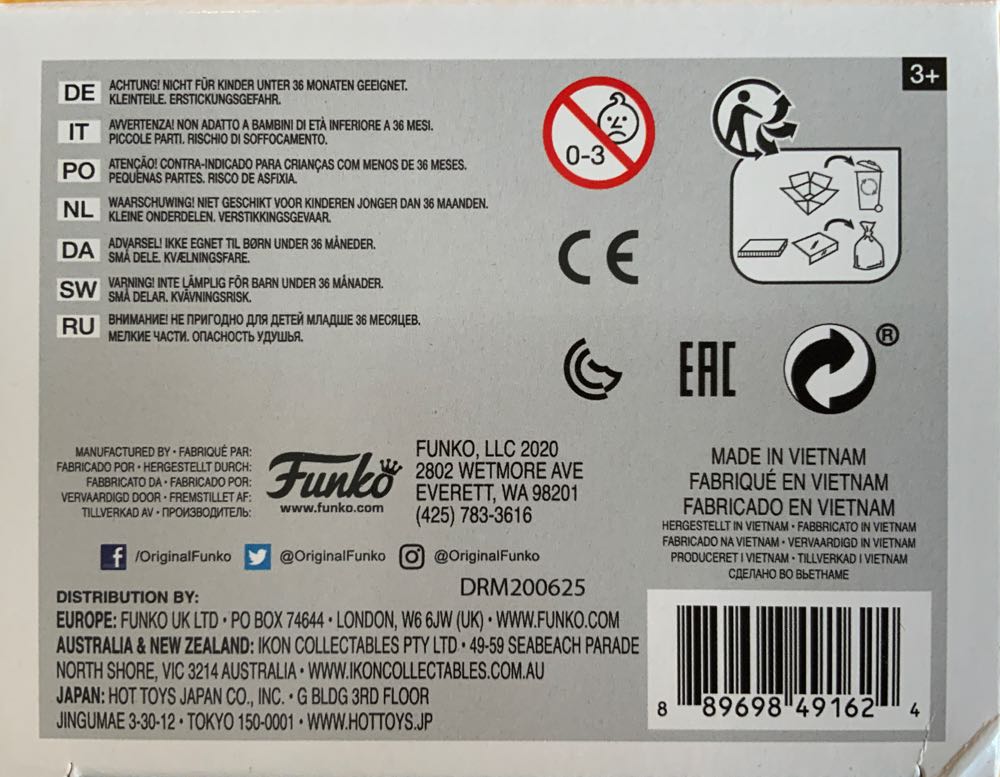 3+
DE
ACHTUNG! NICHT FÜR KINDER UNTER 36 MONATEN GEEIGNET.
KLEINTEILE. ERSTICKUNGSGEFAHR.
IT
AVVERTENZA! NON ADATTO A BAMBINI DI ETÀ INFERIORE A 36 MESI.
PICCOLE PARTI. RISCHIO DI SOFFOCAMENTO.
PO
ATENÇÃO! CONTRA-INDICADO PARA CRIANÇAS COM MENOS DE 36 MESES.
PEQUENAS PARTES. RISCO DE ASFIXIA.
NL
WAARSCHUWING! NIET GESCHIKT VOOR KINDEREN JONGER DAN 36 MAANDEN.
KLEINE ONDERDELEN. VERSTIKKINGSGEVAAR.
DA
ADVARSEL! IKKE EGNET TIL BØRN UNDER 36 MÅNEDER.
SMÅ DELE. KVÆLNINGSFARE.
SW
VARNING! INTE LÄMPLIG FÖR BARN UNDER 36 MÅNADER.
SMÅ DELAR. KVÄVNINGSRISK.
RU
ВНИМАНИЕ! НЕ ПРИГОДНО ДЛЯ ДЕТЕЙ МЛАДШЕ 36 МЕСЯЦЕВ.
МЕЛКИЕ ЧАСТИ. ОПАСНОСТЬ УДУШЬЯ.
0-3
CE
EAC
®
MANUFACTURED BY • FABRIQUÉ PAR:
FABRICADO POR • HERGESTELLT DURCH:
FABBRICATO DA • FABRICADO POR:
VERVAARDIGD DOOR • FREMSTILLET AF:
TILLVERKAD AV • ПРОИЗВОДИТЕЛЬ:
Funko
www.funko.com
FUNKO, LLC 2020
2802 WETMORE AVE
EVERETT, WA 98201
(425) 783-3616
MADE IN VIETNAM
FABRIQUÉ EN VIETNAM
FABRICADO EN VIETNAM
HERGESTELLT IN VIETNAM • FABBRICATO IN VIETNAM
FABRICADO NA VIETNAM • VERVAARDIGD IN VIETNAM
PRODUCERET I VIETNAM • TILLVERKAD I VIETNAM
СДЕЛАНО ВО ВЬЕТНАМЕ
f /OriginalFunko @OriginalFunko @OriginalFunko
DRM200625
DISTRIBUTION BY:
EUROPE: FUNKO UK LTD • PO BOX 74644 • LONDON, W6 6JW (UK) • WWW.FUNKO.COM
AUSTRALIA & NEW ZEALAND: IKON COLLECTABLES PTY LTD • 49-59 SEABEACH PARADE
NORTH SHORE, VIC 3214 AUSTRALIA • WWW.IKONCOLLECTABLES.COM.AU
JAPAN: HOT TOYS JAPAN CO., INC. • G BLDG 3RD FLOOR
JINGUMAE 3-30-12 • TOKYO 150-0001 • WWW.HOTTOYS.JP
8 89698 49162 4